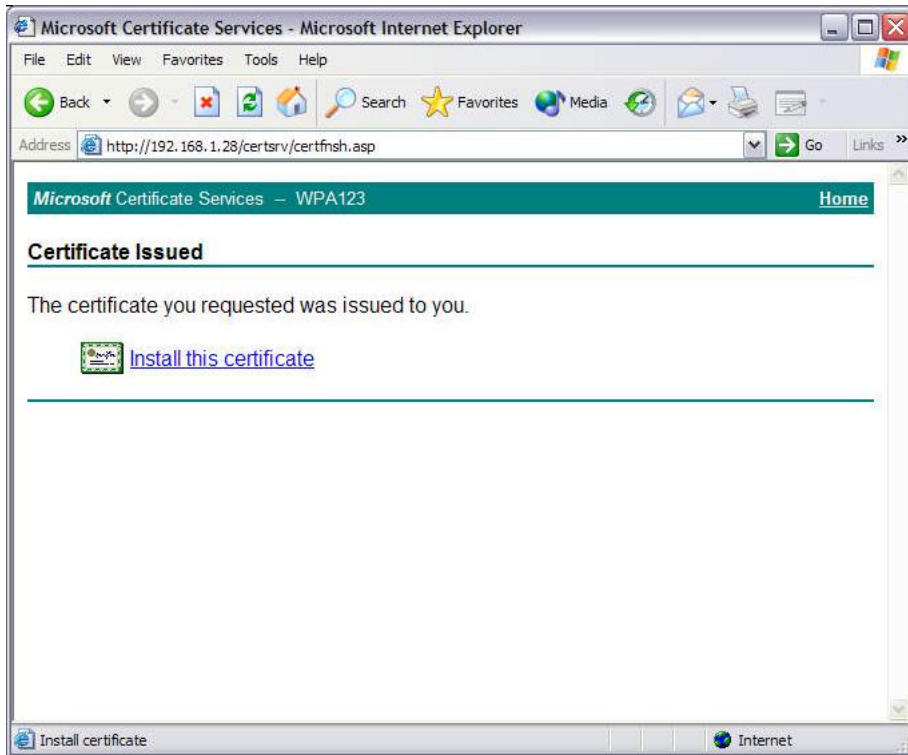 Microsoft Certificate Services - Microsoft Internet Explorer
File Edit View Favorites Tools Help
Back Search Favorites Media
Address http://192.168.1.28/certsrv/certfnsh.asp Go Links »
Microsoft Certificate Services -- WPA123 Home
Certificate Issued
The certificate you requested was issued to you.
Install this certificate
Install certificate Internet